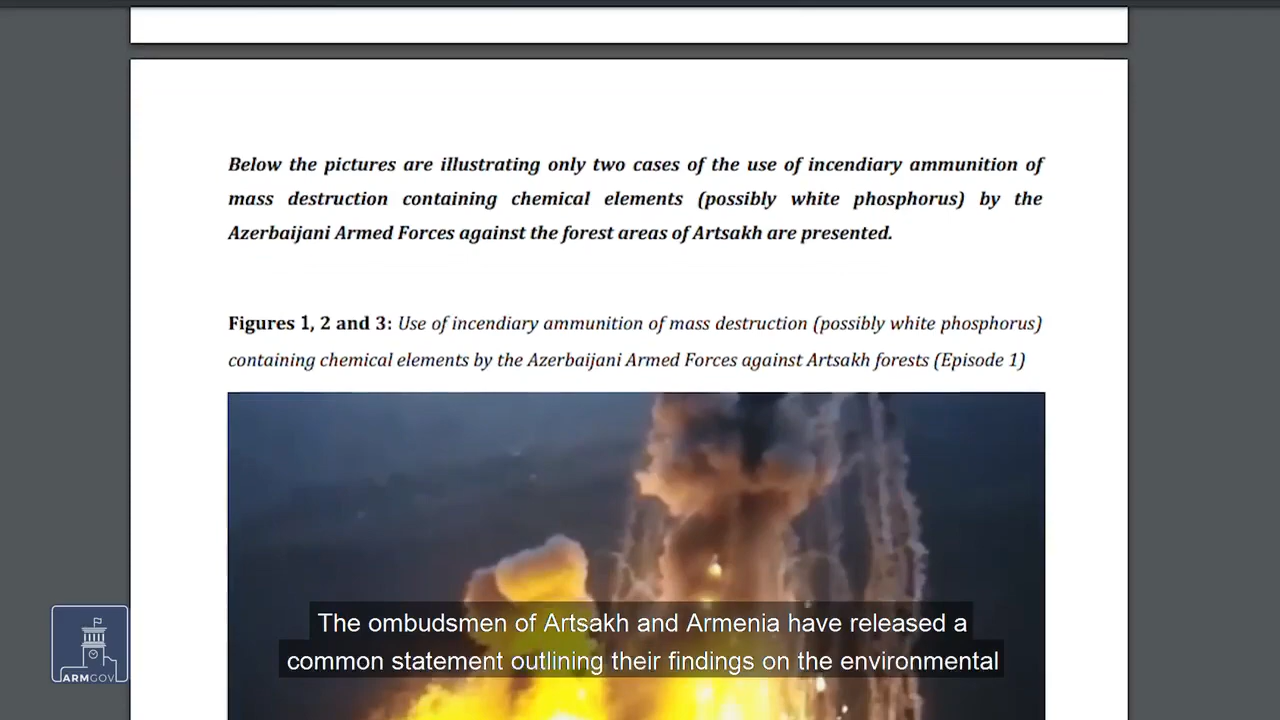 Below the pictures are illustrating only two cases of the use of incendiary ammunition of
mass destruction containing chemical elements (possibly white phosphorus) by the
Azerbaijani Armed Forces against the forest areas of Artsakh are presented.
Figures 1, 2 and 3: Use of incendiary ammunition of mass destruction (possibly white phosphorus)
containing chemical elements by the Azerbaijani Armed Forces against Artsakh forests (Episode 1)
The ombudsmen of Artsakh and Armenia have released a
common statement outlining their findings on the environmental
ARMGOV